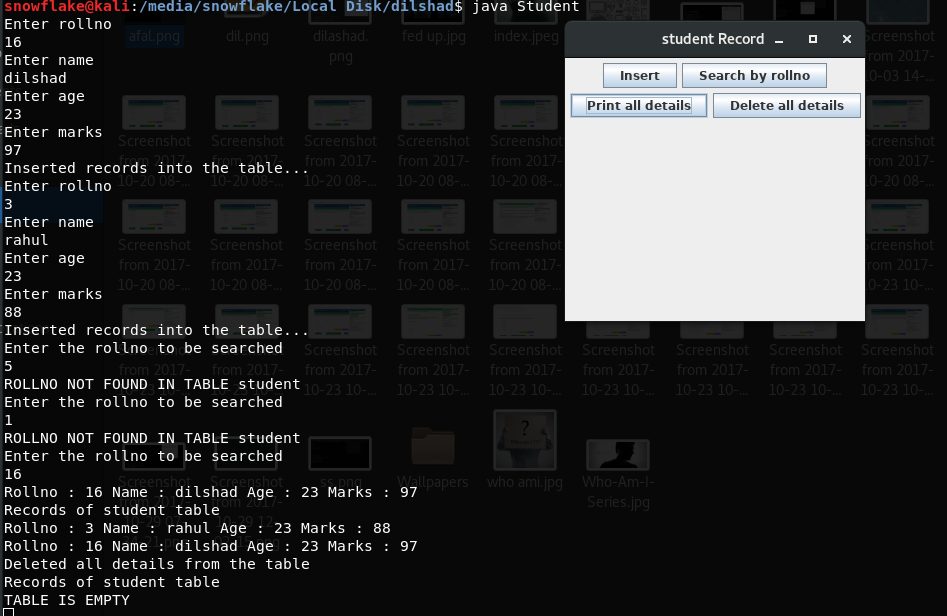 snowflake@kali:/media/snowflake/Local Disk/dilshad$ java Student
Enter rollno
16
Enter name
dilshad
Enter age
23
Enter marks
97
Inserted records into the table...
Enter rollno
3
Enter name
rahul
Enter age
23
Enter marks
88
Inserted records into the table...
Enter the rollno to be searched
5
ROLLNO NOT FOUND IN TABLE student
Enter the rollno to be searched
1
ROLLNO NOT FOUND IN TABLE student
Enter the rollno to be searched
16
Rollno : 16 Name : dilshad Age : 23 Marks : 97
Records of student table
Rollno : 3 Name : rahul Age : 23 Marks : 88
Rollno : 16 Name : dilshad Age : 23 Marks : 97
Deleted all details from the table
Records of student table
TABLE IS EMPTY
student Record
Insert Search by rollno
Print all details Delete all details
afal.png dil.png dilashad. fed up.jpg index.jpeg
png
10-03 14-...
Screenshot Screenshot Screenshot Screenshot Screenshot Screenshot
from 2017- from 2017- from 2017- from 2017- from 2017- from 2017-
10-20 08-... 10-20 08-... 10-20 08-... 10-20 08-... 10-20 08-...
Screenshot Screenshot Screenshot Screenshot Screenshot Screenshot
from 2017- from 2017- from 2017- from 2017- from 2017- from 2017-
10-20 08-... 10-20 08-... 10-20 08-... 10-20 08-... 10-20 08-...
Screenshot Screenshot Screenshot Screenshot Screenshot Screenshot Screenshot
from 2017- from 2017- from 2017- from 2017- from 2017- from 2017- from 2017- from 2017-
10-23 10-... 10-23 10-... 10-23 10-... 10-23 10-... 10-23 10-... 10-23 10-...
Screenshot Screenshot ss.png Wallpapers who ami.jpg Who-Am-I-
from 2017- from 2017- Series.jpg